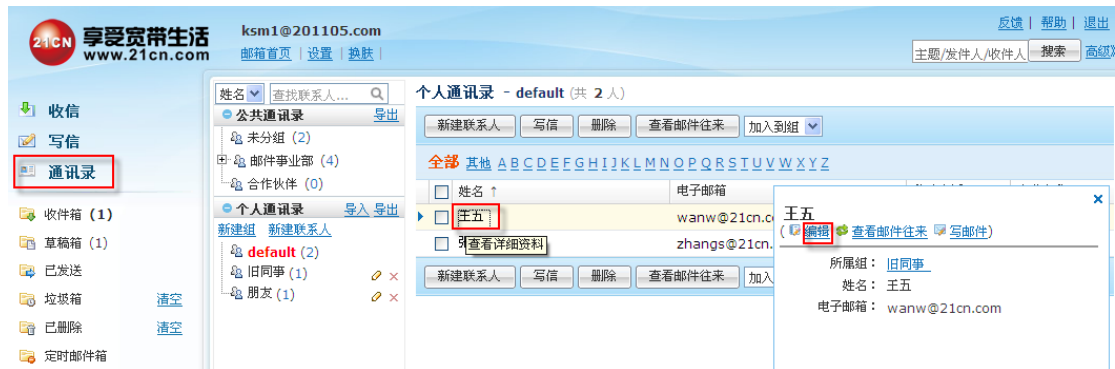 21CN 享受宽带生活
www.21cn.com
ksm1@201105.com
邮箱首页 | 设置 | 换肤 |
反馈 | 帮助 | 退出
主题/发件人/收件人 搜索 高级
收信
写信
通讯录
收件箱 (1)
草稿箱 (1)
已发送
垃圾箱 清空
已删除 清空
定时邮件箱
姓名 查找联系人...
公共通讯录 导出
未分组 (2)
邮件事业部 (4)
合作伙伴 (0)
个人通讯录 导入 导出
新建组 新建联系人
default (2)
旧同事 (1)
朋友 (1)
个人通讯录 - default (共 2 人)
新建联系人 写信 删除 查看邮件往来 加入到组
全部 其他 A B C D E F G H I J K L M N O P Q R S T U V W X Y Z
姓名 ↑ 电子邮箱
王五 wanw@21cn.c
查看详细资料 zhangs@21cn.
新建联系人 写信 删除 查看邮件往来 加入
王五
( 编辑 查看邮件往来 写邮件)
所属组： 旧同事
姓名： 王五
电子邮箱： wanw@21cn.com